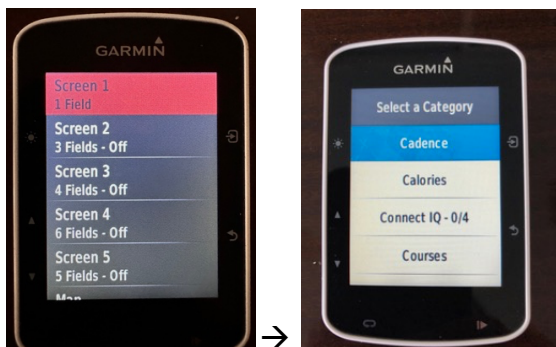 GARMIN
Screen 1
1 Field
Screen 2
3 Fields - Off
Screen 3
4 Fields - Off
Screen 4
6 Fields - Off
Screen 5
5 Fields - Off
Map
→
GARMIN
Select a Category
Cadence
Calories
Connect IQ - 0/4
Courses